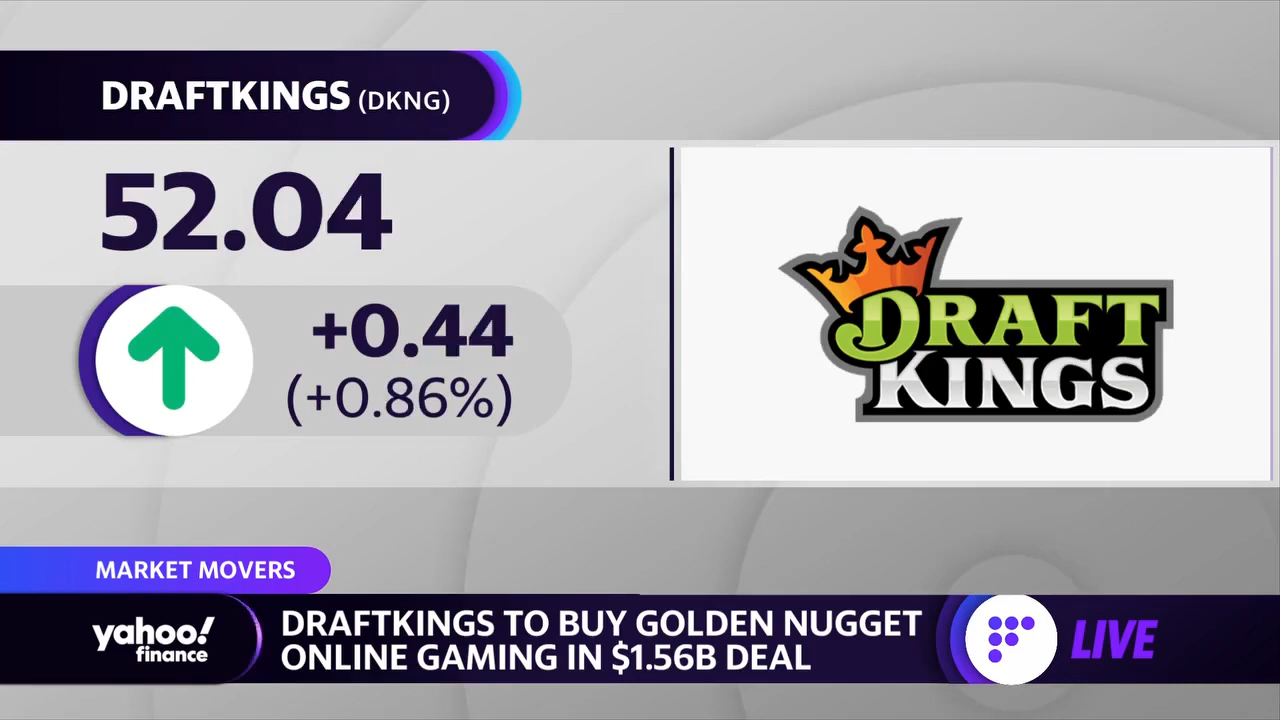 DRAFTKINGS (DKNG)
52.04
+0.44
(+0.86%)
DRAFT
KINGS
MARKET MOVERS
yahoo!
finance
DRAFTKINGS TO BUY GOLDEN NUGGET
ONLINE GAMING IN $1.56B DEAL
LIVE